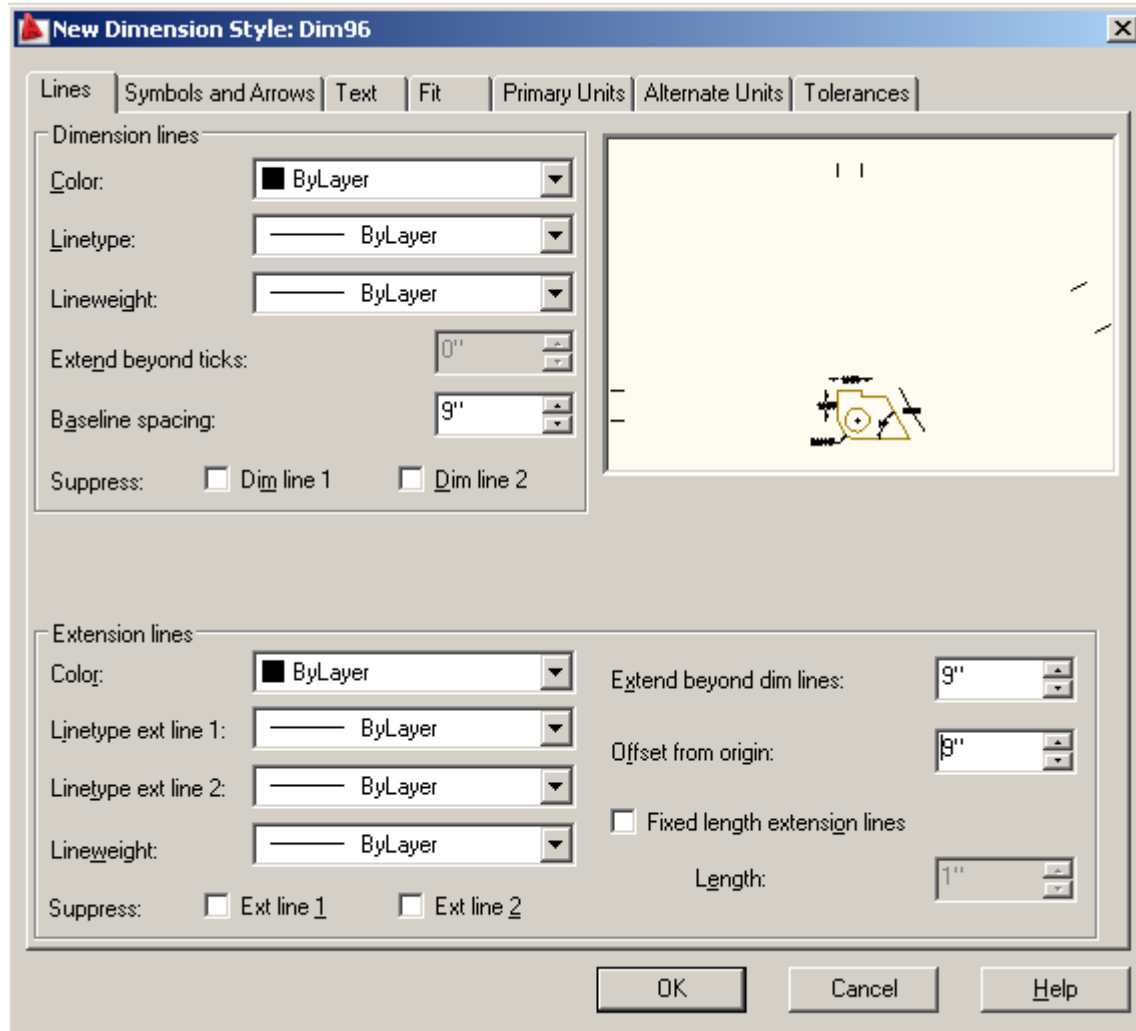 New Dimension Style: Dim96
Lines
Symbols and Arrows
Text
Fit
Primary Units
Alternate Units
Tolerances
Dimension lines
Color:
ByLayer
Linetype:
ByLayer
Lineweight:
ByLayer
Extend beyond ticks:
0"
Baseline spacing:
9"
Suppress:
Dim line 1
Dim line 2
Extension lines
Color:
ByLayer
Linetype ext line 1:
ByLayer
Linetype ext line 2:
ByLayer
Lineweight:
ByLayer
Suppress:
Ext line 1
Ext line 2
Extend beyond dim lines:
9"
Offset from origin:
9"
Fixed length extension lines
Length:
1"
OK
Cancel
Help